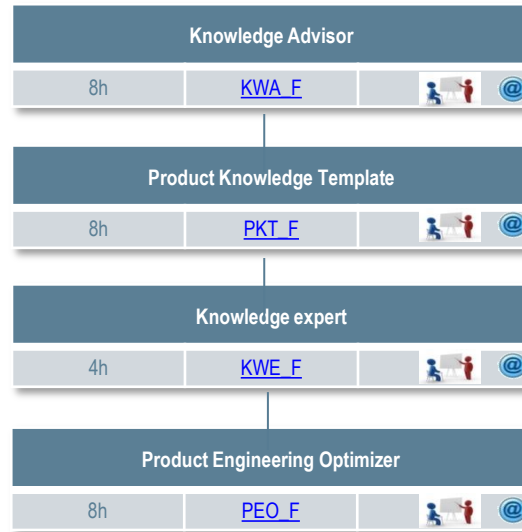 Knowledge Advisor
8h KWA_F @
Product Knowledge Template
8h PKT_F @
Knowledge expert
4h KWE_F @
Product Engineering Optimizer
8h PEO_F @